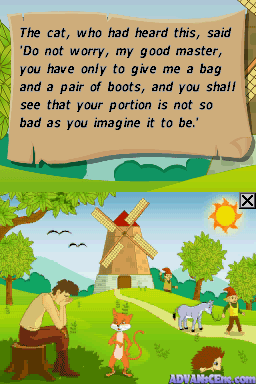 The cat, who had heard this, said
'Do not worry, my good master,
you have only to give me a bag
and a pair of boots, and you shall
see that your portion is not so
bad as you imagine it to be.'
ADVANsCEne.com